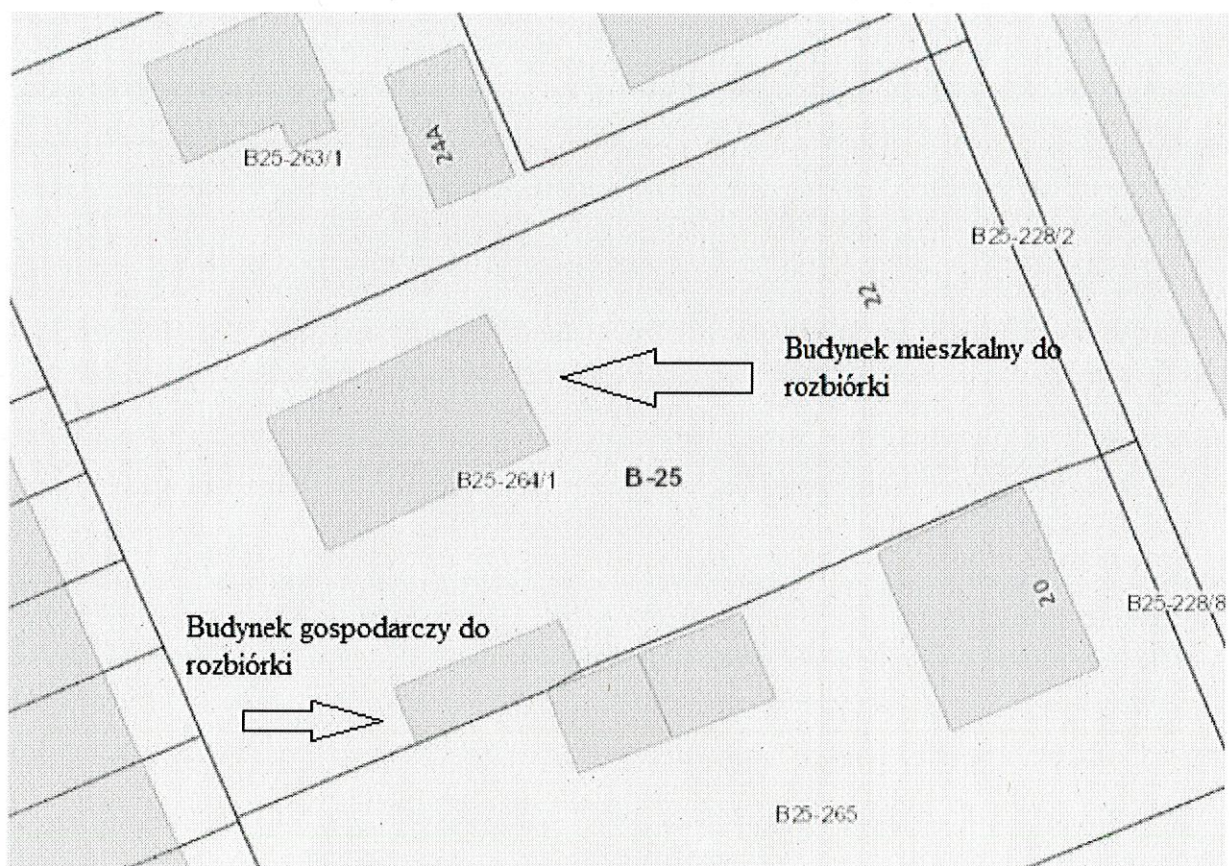 24A
B25-263/1
B25-228/2
22
Budynek mieszkalny do
rozbiórki
B25-264/1
B-25
20
B25-228/8
Budynek gospodarczy do
rozbiórki
B25-265